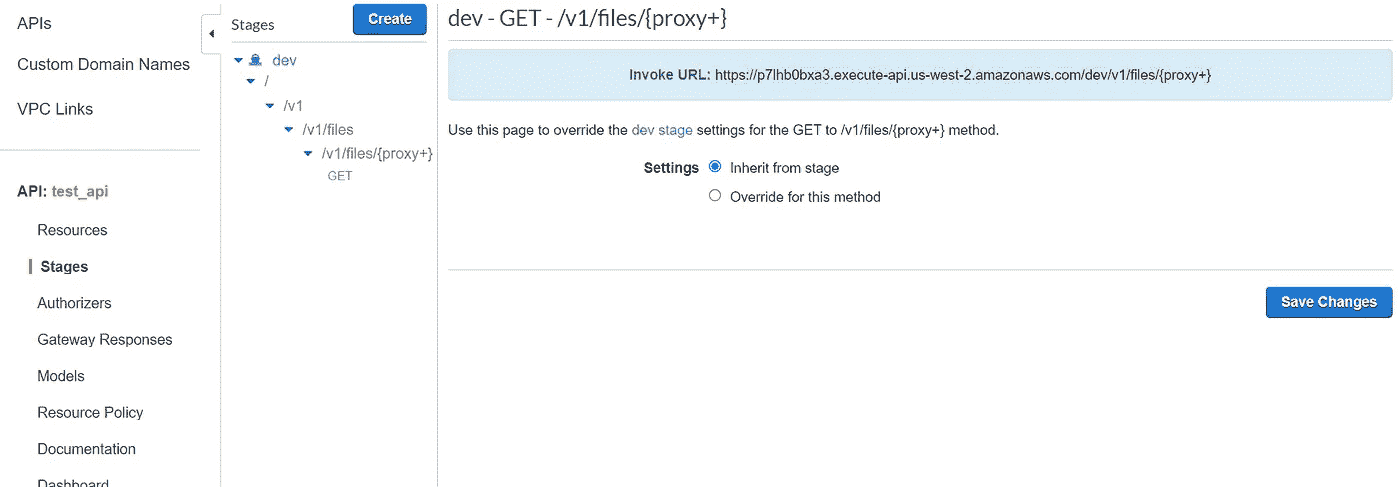 APIs
Custom Domain Names
VPC Links
API: test_api
Resources
Stages
Authorizers
Gateway Responses
Models
Resource Policy
Documentation
Dashboard
Stages
Create
dev
/
/v1
/v1/files
/v1/files/{proxy+}
GET
dev - GET - /v1/files/{proxy+}
Invoke URL: https://p7lhb0bxa3.execute-api.us-west-2.amazonaws.com/dev/v1/files/{proxy+}
Use this page to override the dev stage settings for the GET to /v1/files/{proxy+} method.
Settings
Inherit from stage
Override for this method
Save Changes